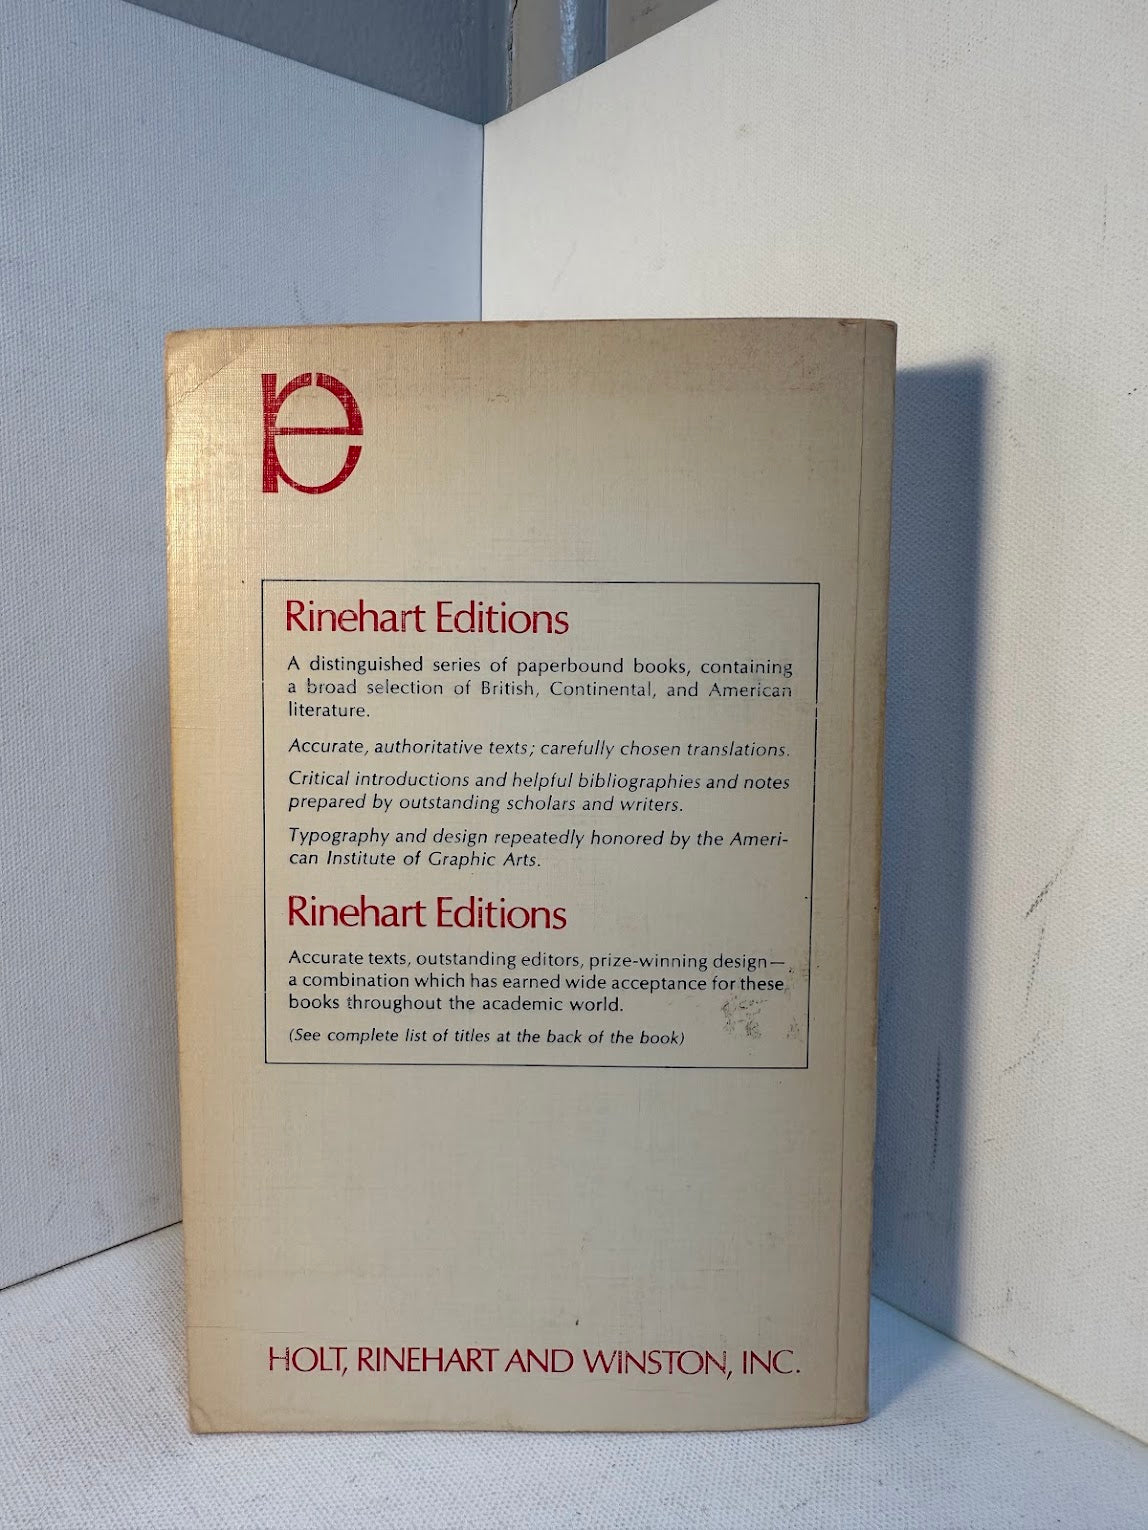 re
Rinehart Editions
A distinguished series of paperbound books, containing
a broad selection of British, Continental, and American
literature.
Accurate, authoritative texts; carefully chosen translations.
Critical introductions and helpful bibliographies and notes
prepared by outstanding scholars and writers.
Typography and design repeatedly honored by the Ameri-
can Institute of Graphic Arts.
Rinehart Editions
Accurate texts, outstanding editors, prize-winning design—
a combination which has earned wide acceptance for these
books throughout the academic world.
(See complete list of titles at the back of the book)
HOLT, RINEHART AND WINSTON, INC.